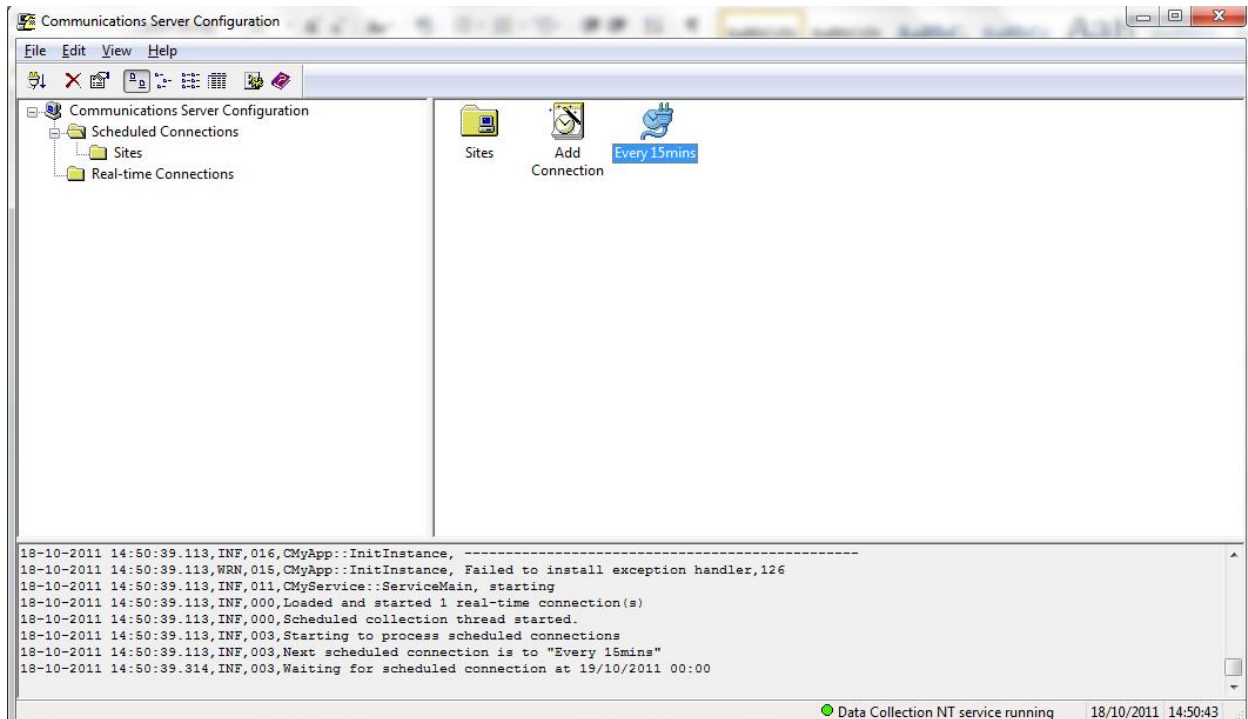 Communications Server Configuration
File Edit View Help
Communications Server Configuration
Scheduled Connections
Sites
Real-time Connections
Sites
Add
Connection
Every 15mins
18-10-2011 14:50:39.113,INF,016,CMyApp::InitInstance, ------------------------------------------------
18-10-2011 14:50:39.113,WRN,015,CMyApp::InitInstance, Failed to install exception handler,126
18-10-2011 14:50:39.113,INF,011,CMyService::ServiceMain, starting
18-10-2011 14:50:39.113,INF,000,Loaded and started 1 real-time connection(s)
18-10-2011 14:50:39.113,INF,000,Scheduled collection thread started.
18-10-2011 14:50:39.113,INF,003,Starting to process scheduled connections
18-10-2011 14:50:39.113,INF,003,Next scheduled connection is to "Every 15mins"
18-10-2011 14:50:39.314,INF,003,Waiting for scheduled connection at 19/10/2011 00:00
Data Collection NT service running 18/10/2011 14:50:43